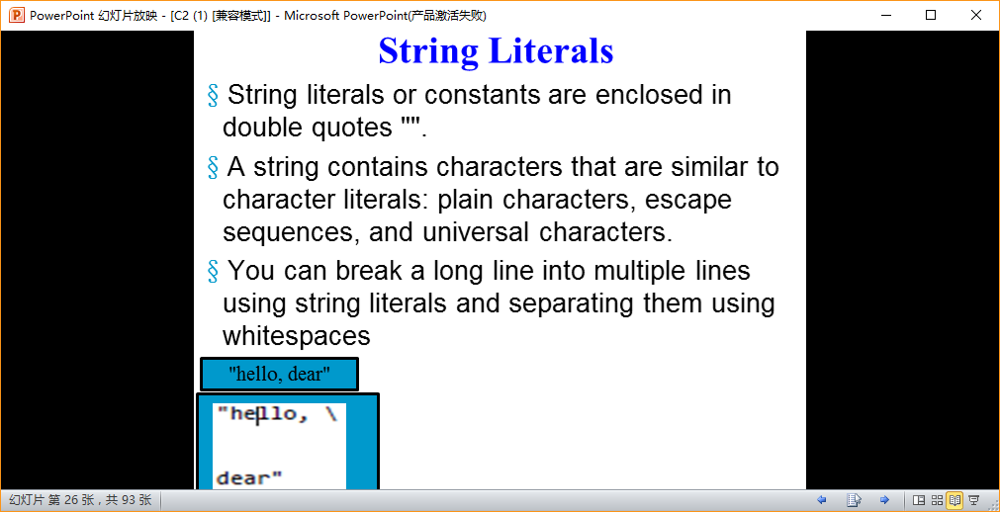 PowerPoint 幻灯片放映 - [C2 (1) [兼容模式]] - Microsoft PowerPoint(产品激活失败)
String Literals
§ String literals or constants are enclosed in
double quotes "".
§ A string contains characters that are similar to
character literals: plain characters, escape
sequences, and universal characters.
§ You can break a long line into multiple lines
using string literals and separating them using
whitespaces
"hello, dear"
"hello, \
dear"
幻灯片 第 26 张，共 93 张